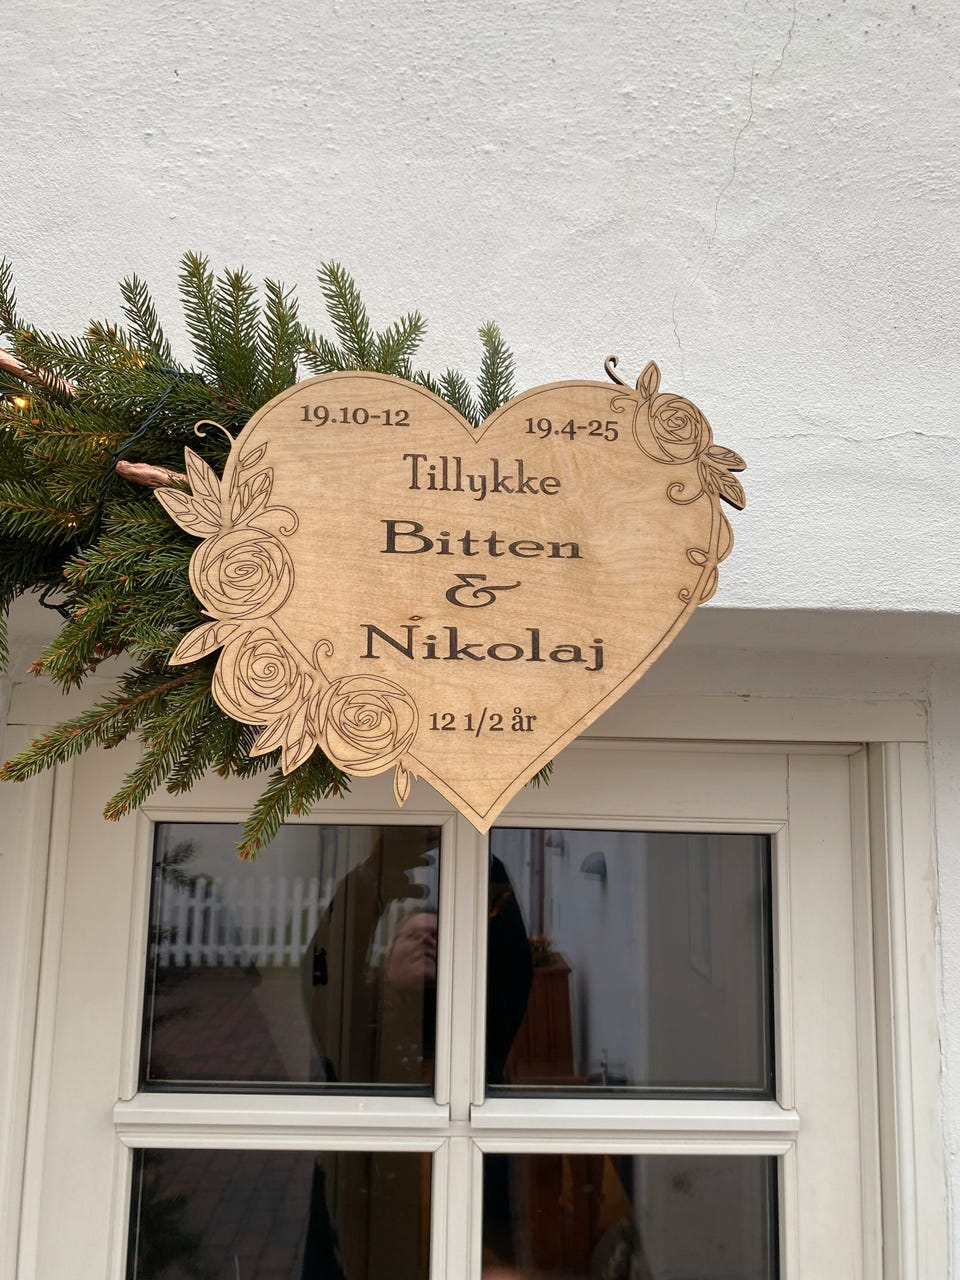 19.10-12 19.4-25
Tillykke
Bitten
&
Nikolaj
12 1/2 år